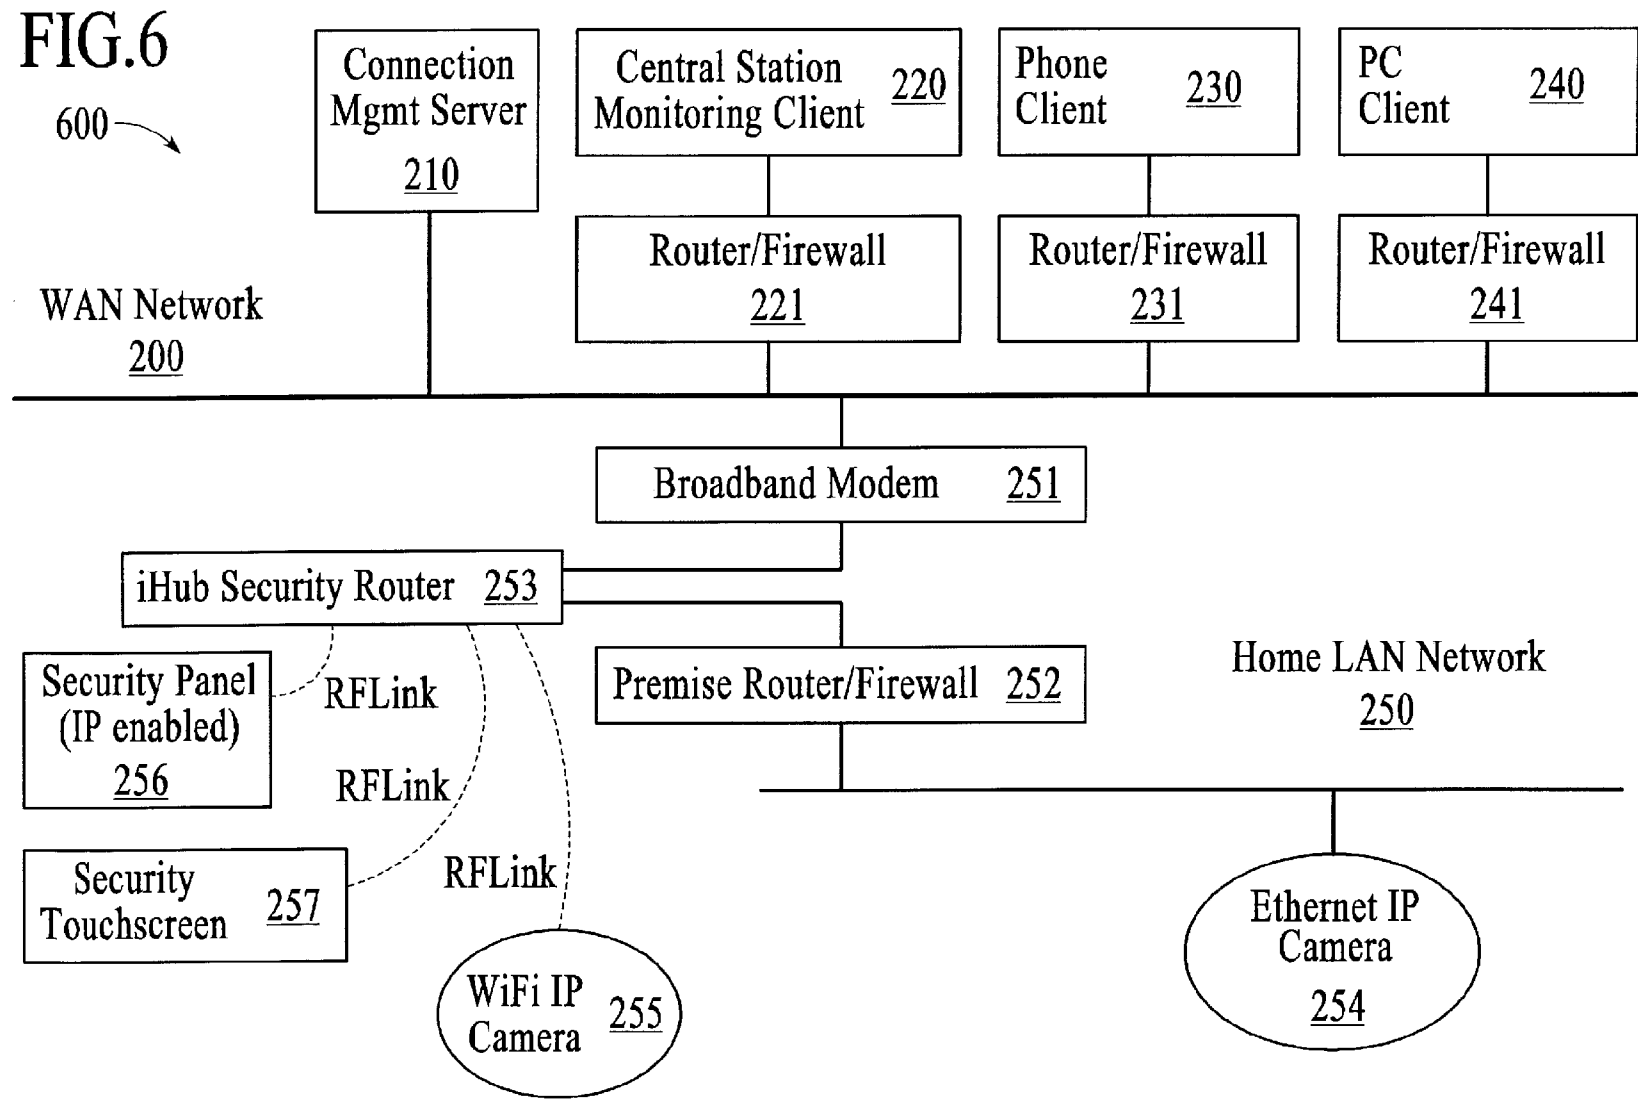 FIG.6
600
Connection
Mgmt Server
210
Central Station
Monitoring Client
220
Phone
Client
230
PC
Client
240
Router/Firewall
221
Router/Firewall
231
Router/Firewall
241
WAN Network
200
Broadband Modem 251
iHub Security Router 253
Premise Router/Firewall 252
Home LAN Network
250
Security Panel
(IP enabled)
256
RFLink
RFLink
RFLink
Security
Touchscreen
257
WiFi IP
Camera
255
Ethernet IP
Camera
254